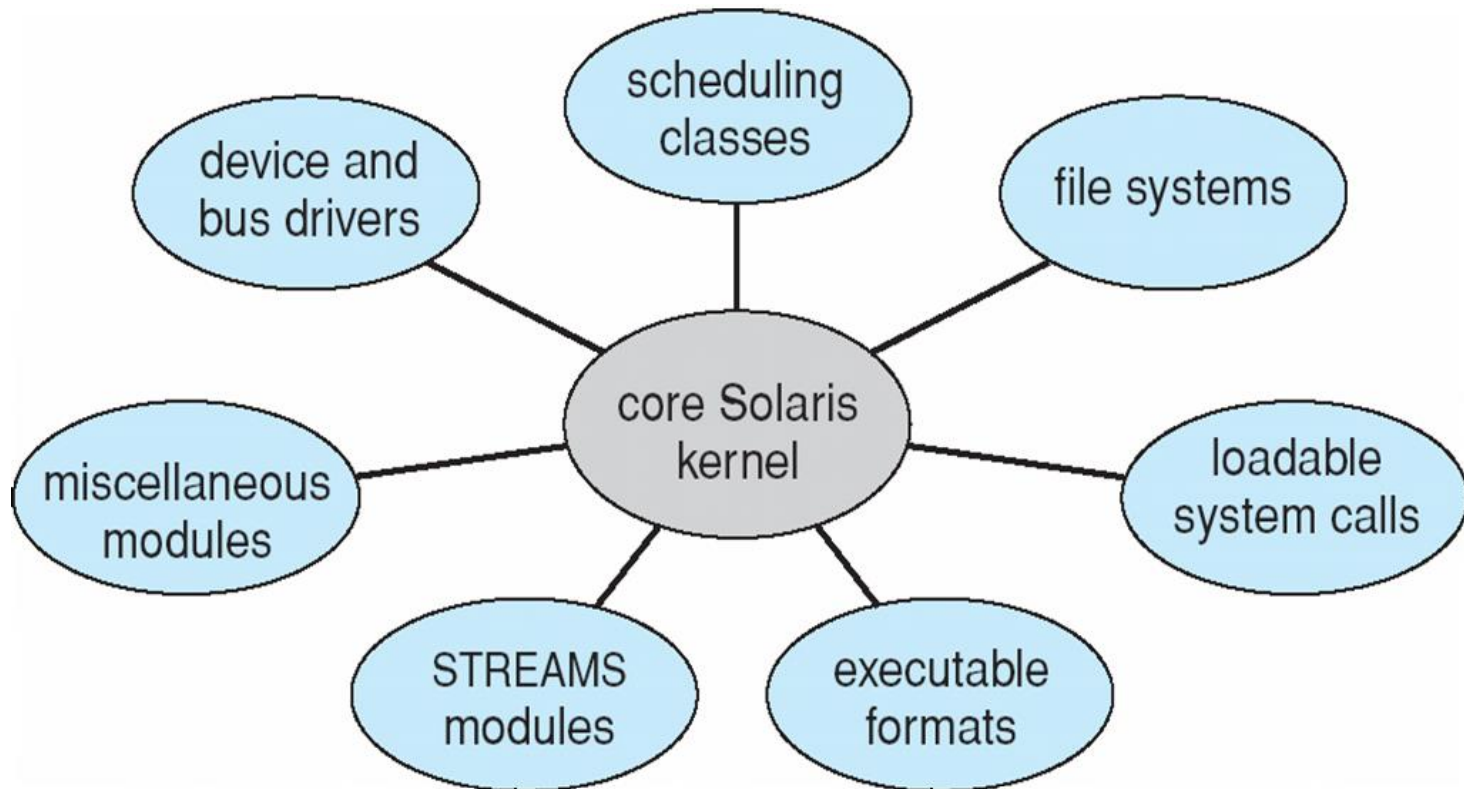 scheduling
classes
device and
bus drivers
file systems
core Solaris
kernel
loadable
system calls
miscellaneous
modules
STREAMS
modules
executable
formats